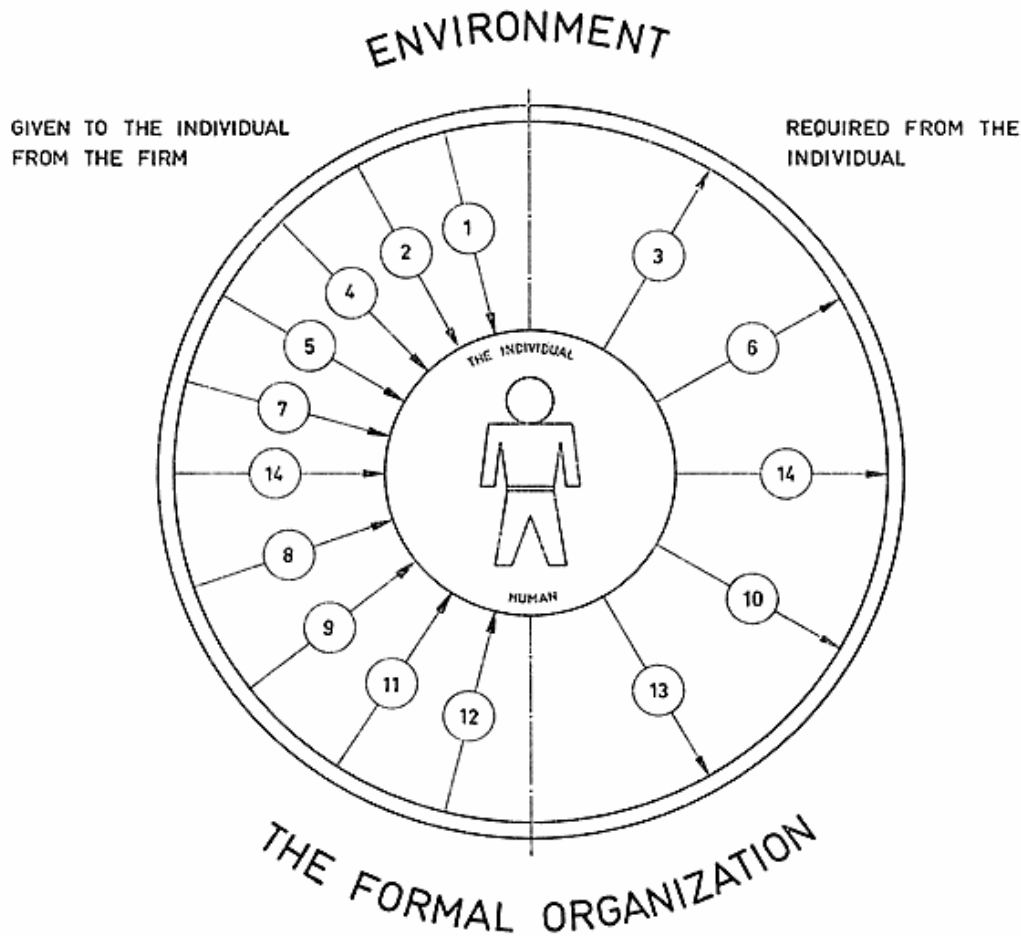 ENVIRONMENT
GIVEN TO THE INDIVIDUAL
FROM THE FIRM
REQUIRED FROM THE
INDIVIDUAL
1
2
3
4
5
6
7
14
14
8
9
10
11
12
13
THE INDIVIDUAL
HUMAN
THE FORMAL ORGANIZATION